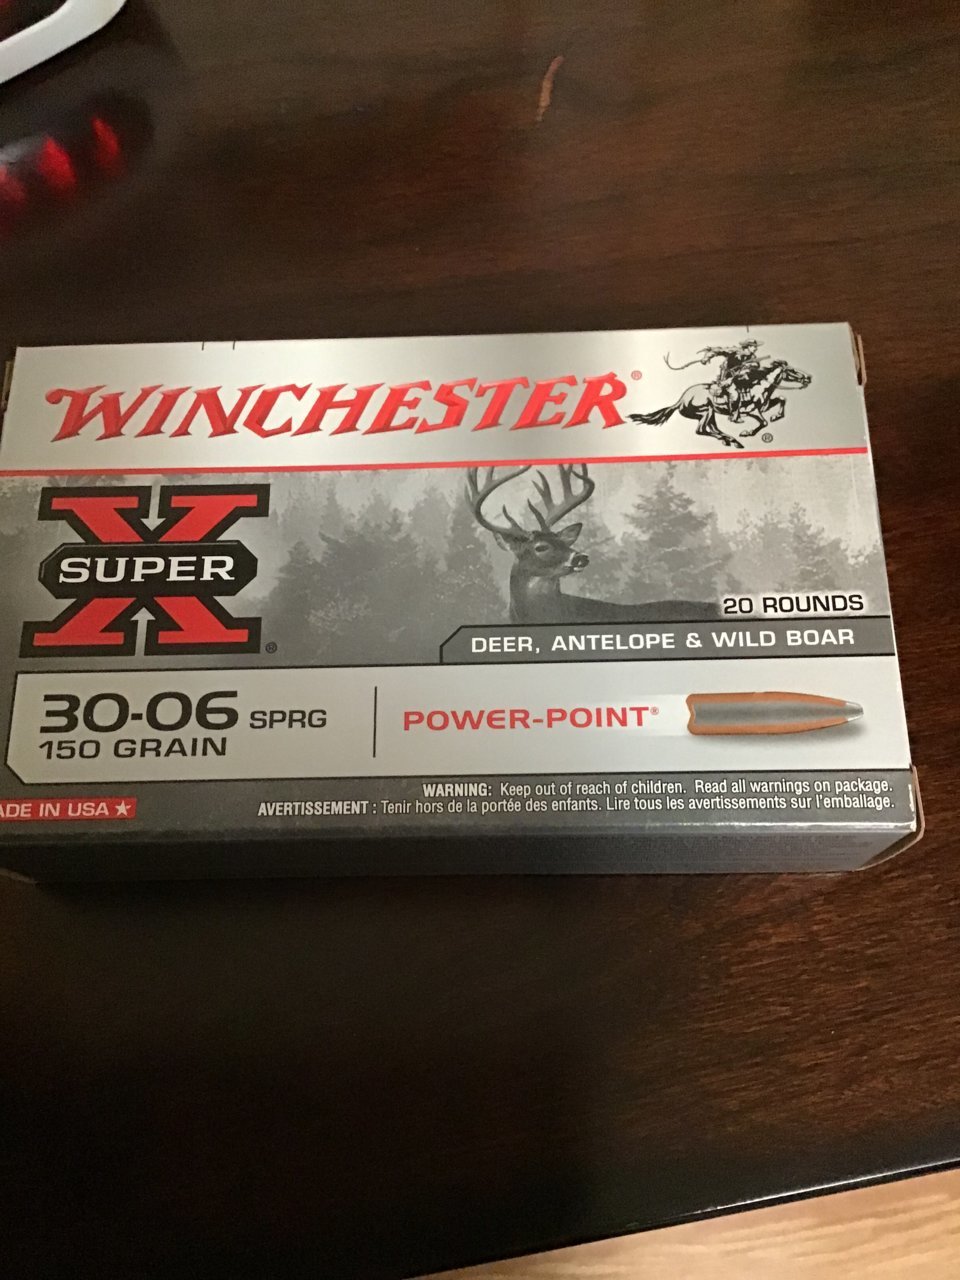 WINCHESTER®
®
X
SUPER
®
20 ROUNDS
DEER, ANTELOPE & WILD BOAR
30-06 SPRG
150 GRAIN
POWER-POINT®
WARNING: Keep out of reach of children. Read all warnings on package.
ADE IN USA
AVERTISSEMENT : Tenir hors de la portée des enfants. Lire tous les avertissements sur l'emballage.